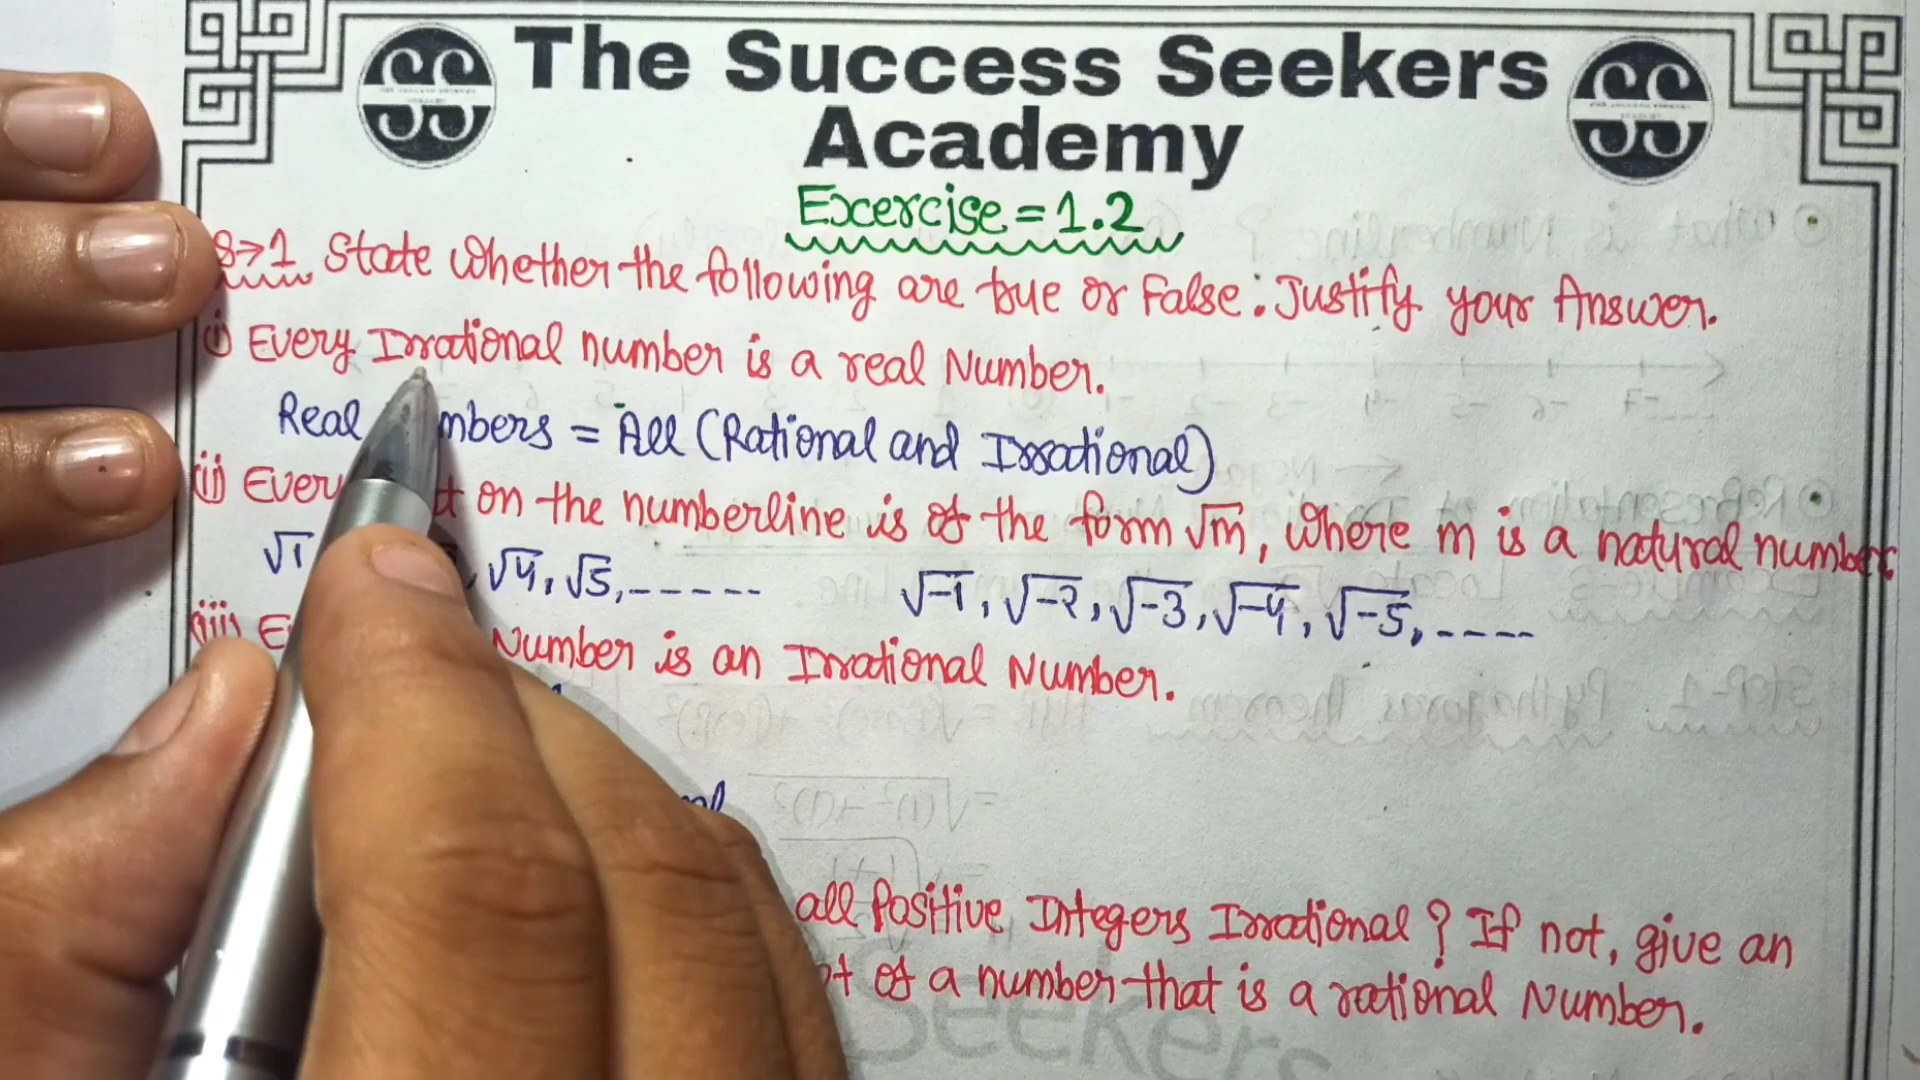 The Success Seekers
Academy
Excercise = 1.2
Q→1. State whether the following are true or False: Justify your Answer.
(i) Every Irrational number is a real Number.
Real mbers = All (Rational and Irrational)
(ii) Every on the numberline is of the form √m, where m is a natural number.
√1 √4, √5, ------ √-1, √-2, √-3, √-4, √-5, ----
(iii) Number is an Irrational Number.
all Positive Integers Irrational? If not, give an
of a number that is a rational Number.
Seekers